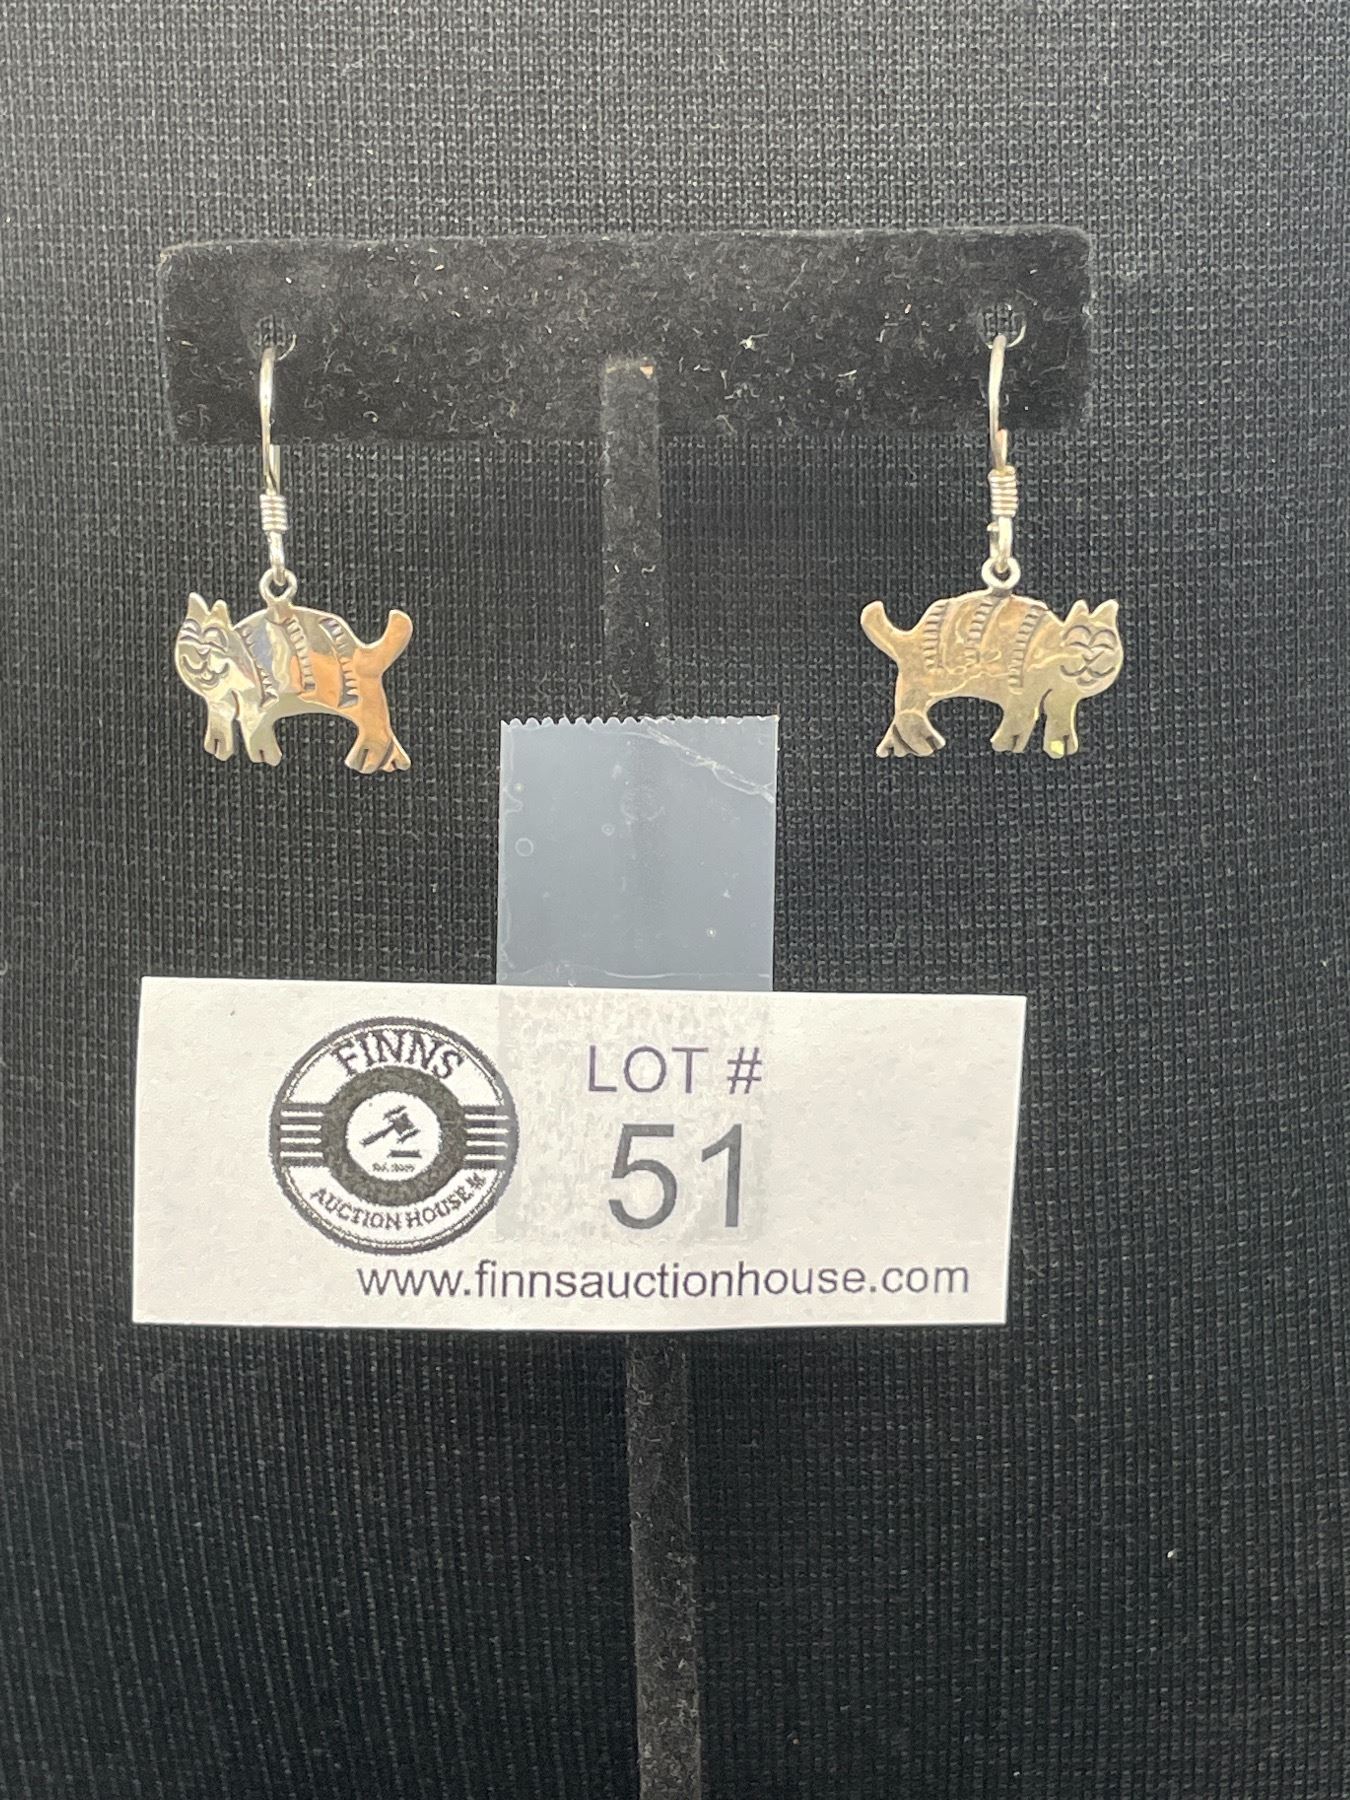 FINNS
AUCTION HOUSE
LOT #
51
www.finnsauctionhouse.com